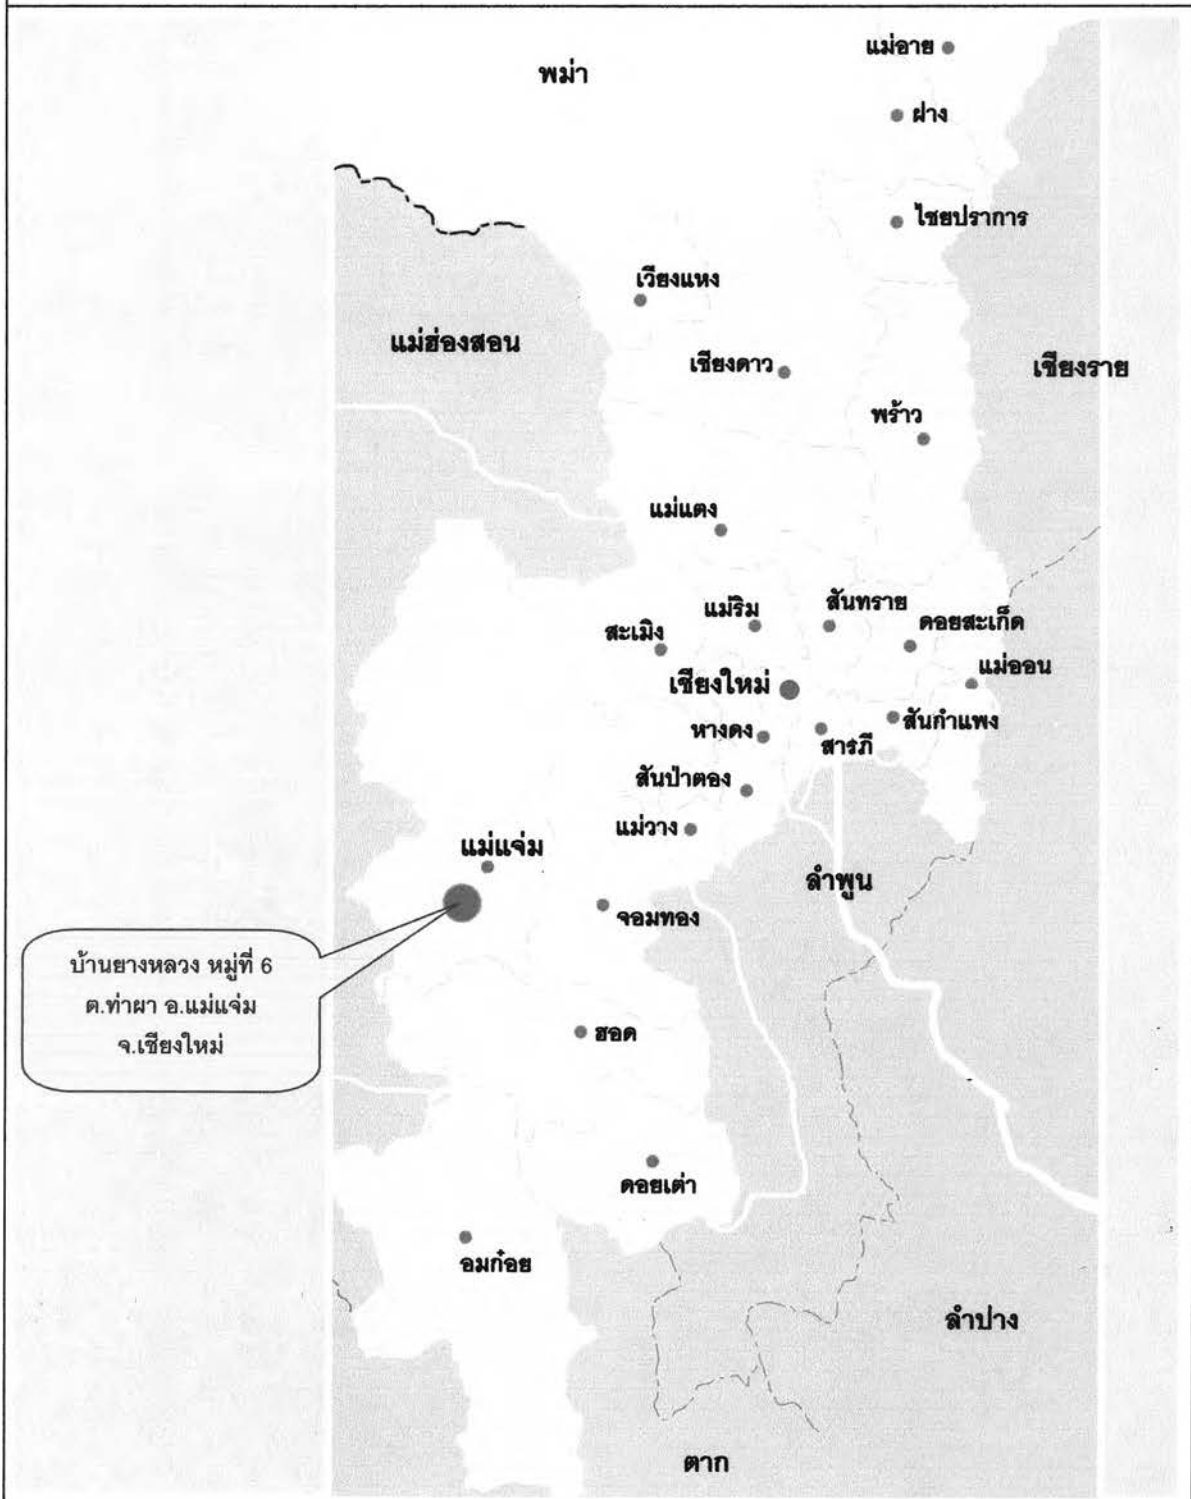 แม่อาย
พม่า
ฝาง
ไชยปราการ
เวียงแหง
แม่ฮ่องสอน
เชียงดาว
เชียงราย
พร้าว
แม่แตง
แม่ริม
สันทราย
สะเมิง
ดอยสะเก็ด
แม่ออน
เชียงใหม่
สันกำแพง
หางดง
สารภี
สันป่าตอง
แม่วาง
แม่แจ่ม
ลำพูน
จอมทอง
บ้านยางหลวง หมู่ที่ 6
ต.ท่าผา อ.แม่แจ่ม
จ.เชียงใหม่
ฮอด
ดอยเต่า
อมก๋อย
ลำปาง
ตาก